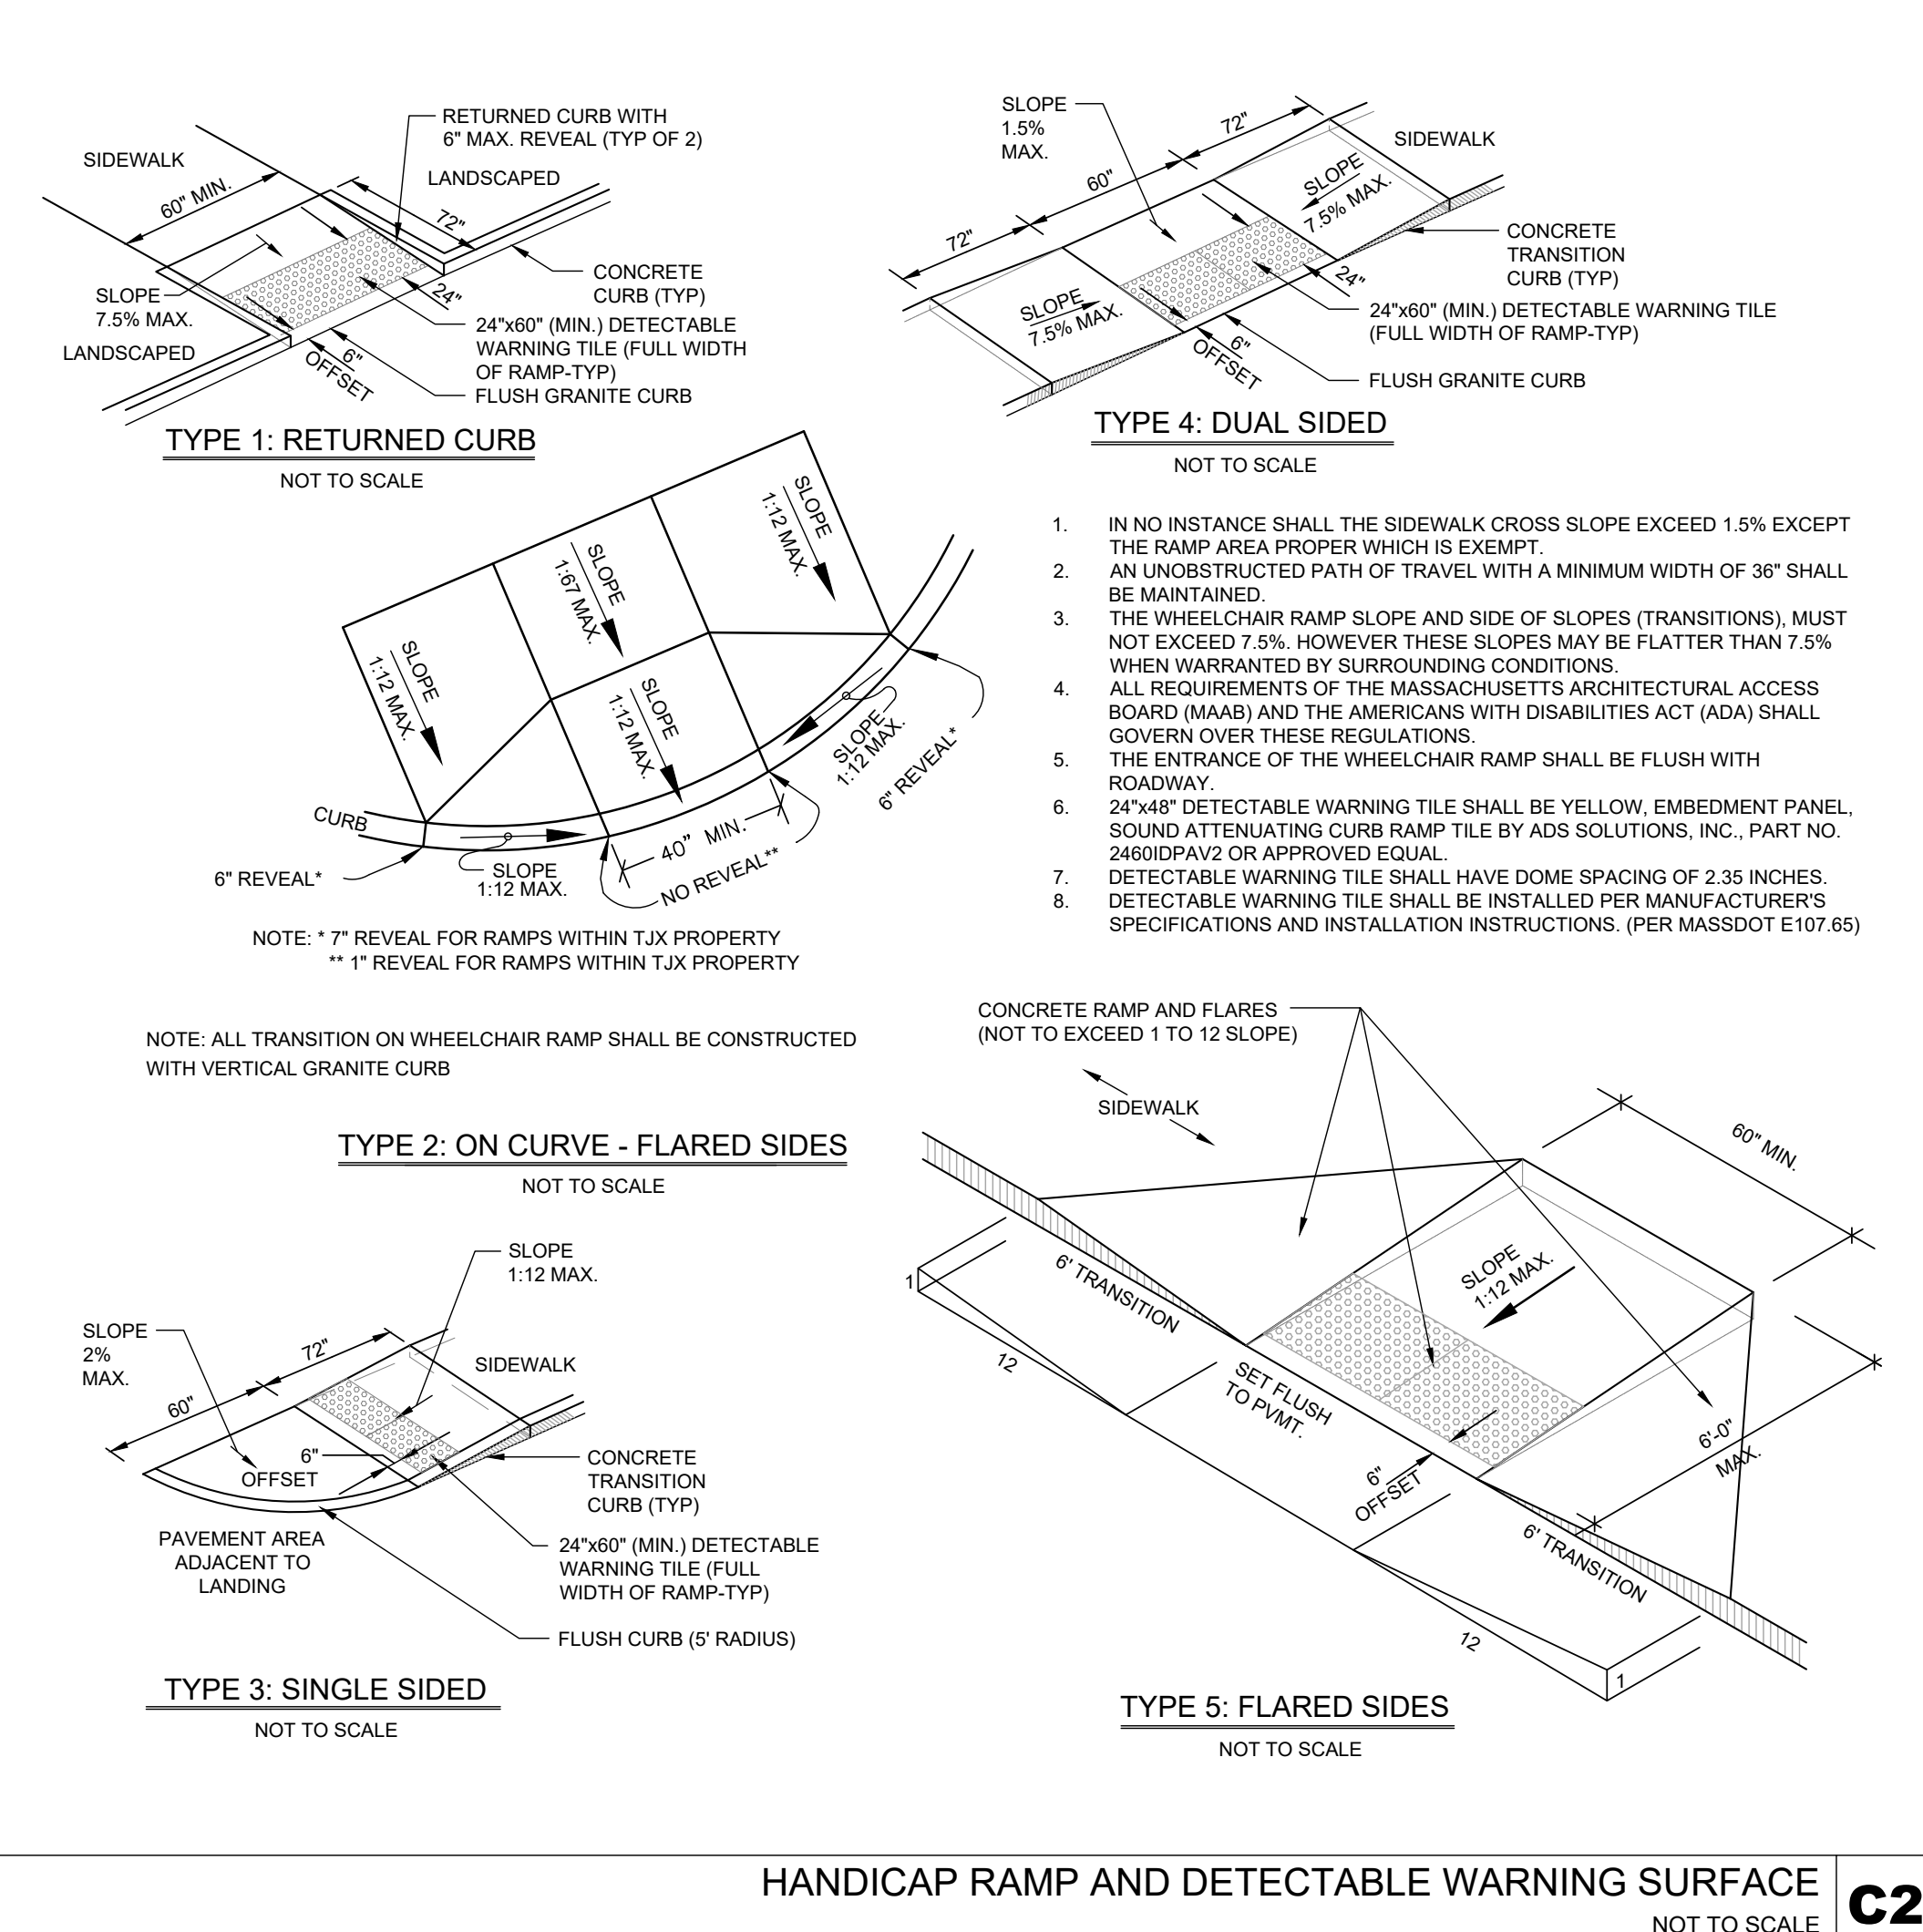 RETURNED CURB WITH
6" MAX. REVEAL (TYP OF 2)
SIDEWALK
LANDSCAPED
60" MIN.
72"
CONCRETE
CURB (TYP)
SLOPE
7.5% MAX.
24"
24"x60" (MIN.) DETECTABLE
WARNING TILE (FULL WIDTH
OF RAMP-TYP)
LANDSCAPED
6"
OFFSET
FLUSH GRANITE CURB
TYPE 1: RETURNED CURB
NOT TO SCALE
SLOPE
1.5%
MAX.
72"
SIDEWALK
60"
SLOPE
7.5% MAX.
72"
CONCRETE
TRANSITION
CURB (TYP)
24"
SLOPE
7.5% MAX.
24"x60" (MIN.) DETECTABLE WARNING TILE
(FULL WIDTH OF RAMP-TYP)
6"
OFFSET
FLUSH GRANITE CURB
TYPE 4: DUAL SIDED
NOT TO SCALE
SLOPE
1:12 MAX.
SLOPE
1:67 MAX.
SLOPE
1:12 MAX.
SLOPE
1:12 MAX.
SLOPE
1:12 MAX.
6" REVEAL*
CURB
40" MIN.
SLOPE
1:12 MAX.
NO REVEAL**
6" REVEAL*
NOTE: * 7" REVEAL FOR RAMPS WITHIN TJX PROPERTY
** 1" REVEAL FOR RAMPS WITHIN TJX PROPERTY
NOTE: ALL TRANSITION ON WHEELCHAIR RAMP SHALL BE CONSTRUCTED
WITH VERTICAL GRANITE CURB
TYPE 2: ON CURVE - FLARED SIDES
NOT TO SCALE
1. IN NO INSTANCE SHALL THE SIDEWALK CROSS SLOPE EXCEED 1.5% EXCEPT
THE RAMP AREA PROPER WHICH IS EXEMPT.
2. AN UNOBSTRUCTED PATH OF TRAVEL WITH A MINIMUM WIDTH OF 36" SHALL
BE MAINTAINED.
3. THE WHEELCHAIR RAMP SLOPE AND SIDE OF SLOPES (TRANSITIONS), MUST
NOT EXCEED 7.5%. HOWEVER THESE SLOPES MAY BE FLATTER THAN 7.5%
WHEN WARRANTED BY SURROUNDING CONDITIONS.
4. ALL REQUIREMENTS OF THE MASSACHUSETTS ARCHITECTURAL ACCESS
BOARD (MAAB) AND THE AMERICANS WITH DISABILITIES ACT (ADA) SHALL
GOVERN OVER THESE REGULATIONS.
5. THE ENTRANCE OF THE WHEELCHAIR RAMP SHALL BE FLUSH WITH
ROADWAY.
6. 24"x48" DETECTABLE WARNING TILE SHALL BE YELLOW, EMBEDMENT PANEL,
SOUND ATTENUATING CURB RAMP TILE BY ADS SOLUTIONS, INC., PART NO.
2460IDPAV2 OR APPROVED EQUAL.
7. DETECTABLE WARNING TILE SHALL HAVE DOME SPACING OF 2.35 INCHES.
8. DETECTABLE WARNING TILE SHALL BE INSTALLED PER MANUFACTURER'S
SPECIFICATIONS AND INSTALLATION INSTRUCTIONS. (PER MASSDOT E107.65)
SLOPE
1:12 MAX.
SLOPE
2%
MAX.
72"
SIDEWALK
60"
6"
OFFSET
CONCRETE
TRANSITION
CURB (TYP)
PAVEMENT AREA
ADJACENT TO
LANDING
24"x60" (MIN.) DETECTABLE
WARNING TILE (FULL
WIDTH OF RAMP-TYP)
FLUSH CURB (5' RADIUS)
TYPE 3: SINGLE SIDED
NOT TO SCALE
CONCRETE RAMP AND FLARES
(NOT TO EXCEED 1 TO 12 SLOPE)
SIDEWALK
60" MIN.
1
6' TRANSITION
SLOPE
1:12 MAX.
12
SET FLUSH
TO PVMT.
6'-0"
MAX.
6"
OFFSET
6' TRANSITION
12
1
TYPE 5: FLARED SIDES
NOT TO SCALE
HANDICAP RAMP AND DETECTABLE WARNING SURFACE
NOT TO SCALE
C2